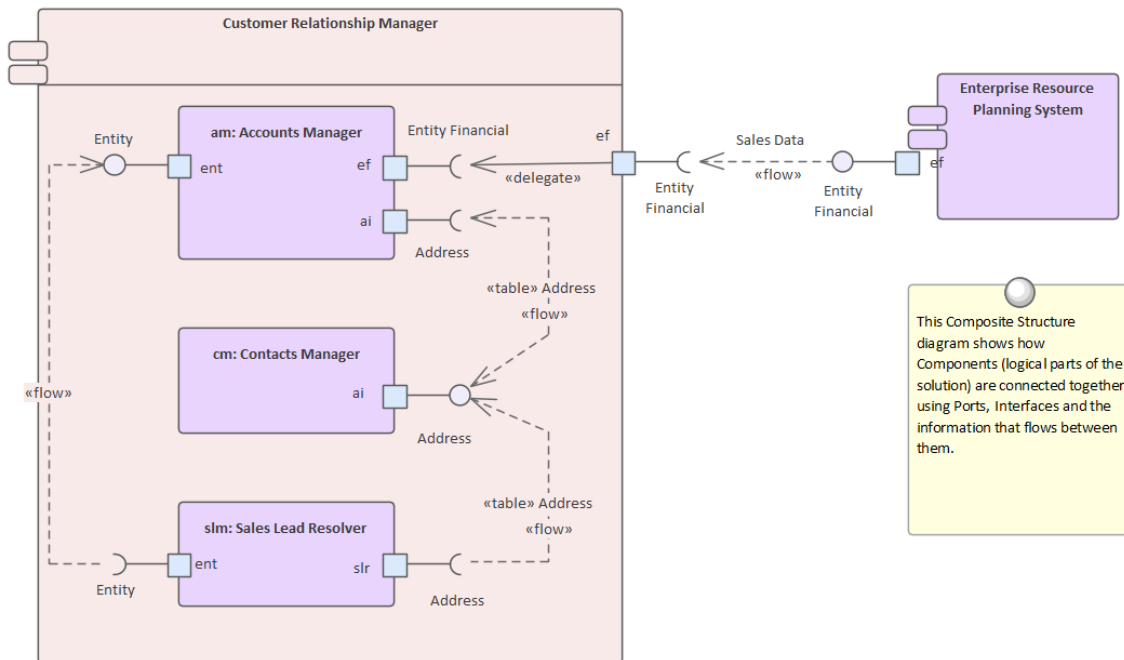 Customer Relationship Manager
Enterprise Resource
Planning System
ef
am: Accounts Manager
Entity
ent
ef
Entity Financial
ef
«delegate»
Entity
Financial
Sales Data
«flow»
Entity
Financial
ai
Address
«table» Address
«flow»
cm: Contacts Manager
ai
Address
«flow»
«table» Address
«flow»
slm: Sales Lead Resolver
ent
slr
Entity
Address
This Composite Structure
diagram shows how
Components (logical parts of the
solution) are connected together
using Ports, Interfaces and the
information that flows between
them.